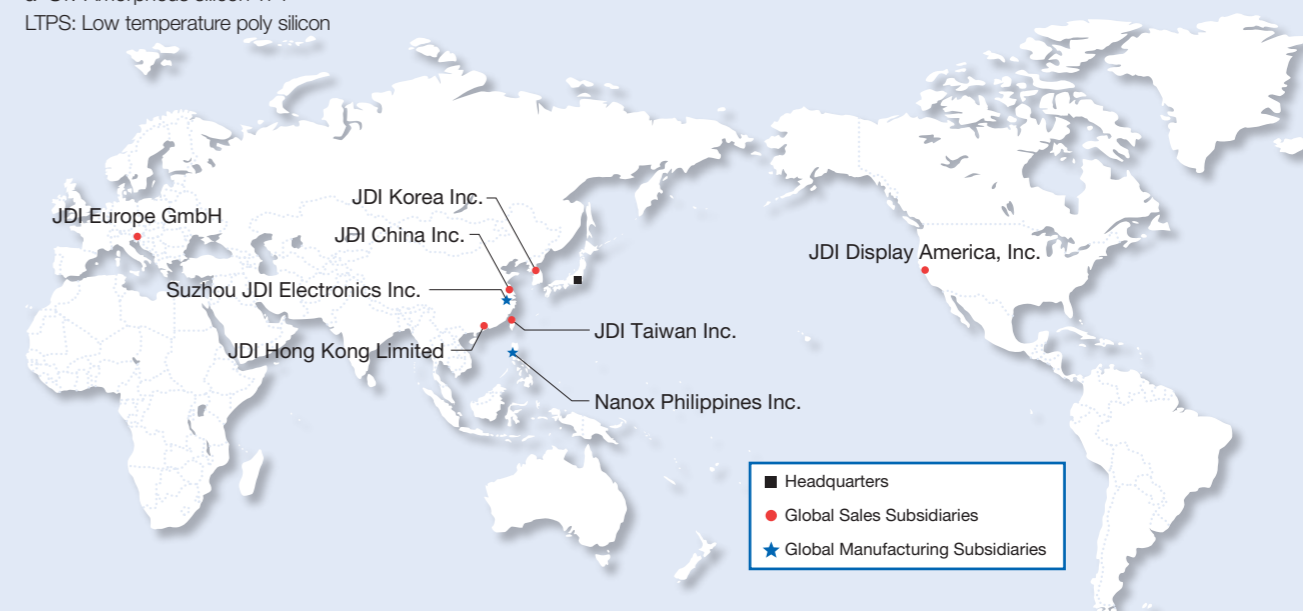 LTPS: Low temperature poly silicon
JDI Korea Inc.
JDI Europe GmbH
JDI China Inc.
JDI Display America, Inc.
Suzhou JDI Electronics Inc.
JDI Taiwan Inc.
JDI Hong Kong Limited
Nanox Philippines Inc.
Headquarters
Global Sales Subsidiaries
Global Manufacturing Subsidiaries